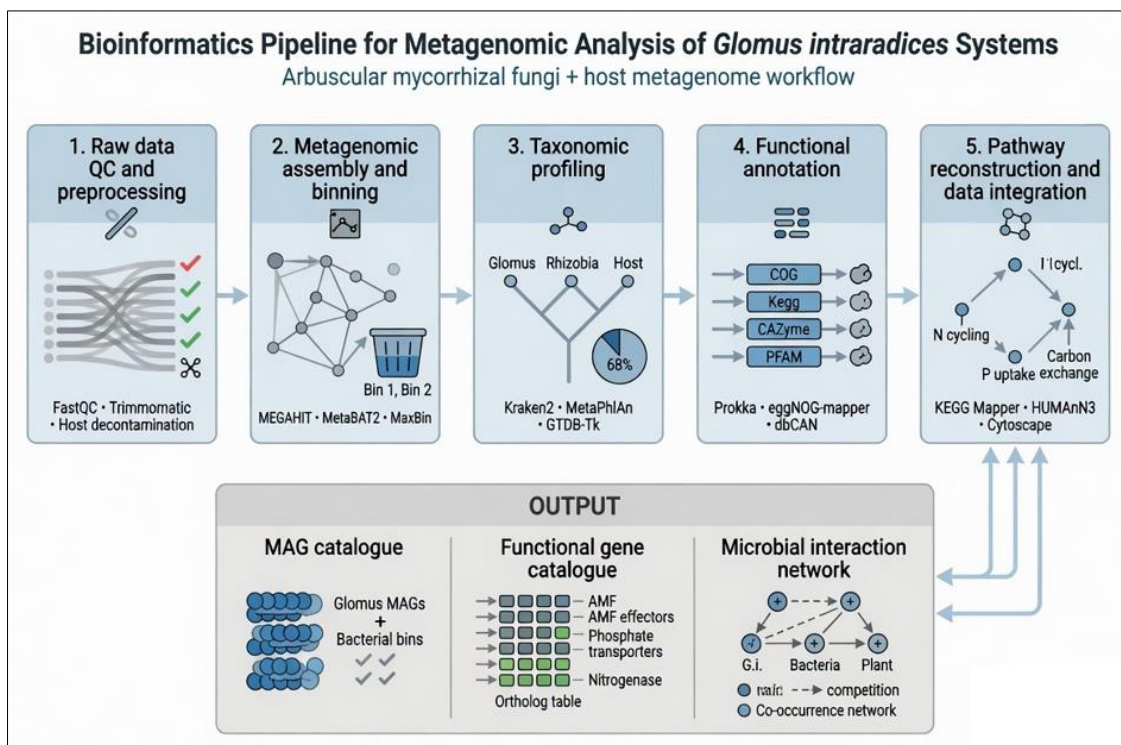 Bioinformatics Pipeline for Metagenomic Analysis of Glomus intraradices Systems
Arbuscular mycorrhizal fungi + host metagenome workflow
1. Raw data
QC and
preprocessing
FastQC • Trimmomatic
• Host decontamination
2. Metagenomic
assembly and
binning
Bin 1, Bin 2
MEGAHIT • MetaBAT2 • MaxBin
3. Taxonomic
profiling
Glomus Rhizobia Host
68%
Kraken2 • MetaPhlAn
• GTDB-Tk
4. Functional
annotation
COG
Kegg
CAZyme
PFAM
Prokka • eggNOG-mapper
• dbCAN
5. Pathway
reconstruction and
data integration
N cycling
P uptake
Carbon
exchange
KEGG Mapper • HUMAnN3
• Cytoscape
OUTPUT
MAG catalogue
Glomus MAGs
+
Bacterial bins
Functional gene
catalogue
AMF
AMF effectors
Phosphate
transporters
Nitrogenase
Ortholog table
Microbial interaction
network
G.i. Bacteria Plant
competition
Co-occurrence network